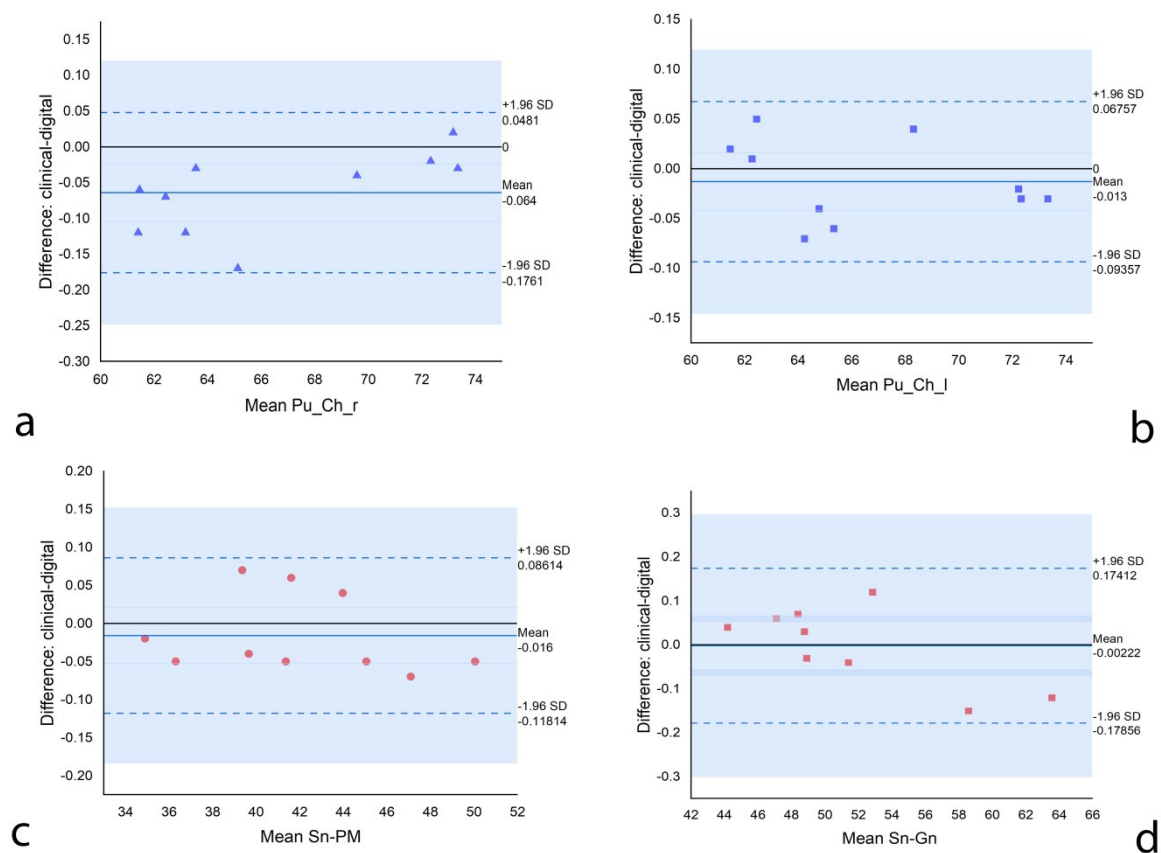 0.15
0.10
0.05
0.00
-0.05
-0.10
-0.15
-0.20
-0.25
-0.30
Difference: clinical-digital
+1.96 SD
0.0481
0
Mean
-0.064
-1.96 SD
-0.1761
60 62 64 66 68 70 72 74
Mean Pu_Ch_r
a
0.15
0.10
0.05
0.00
-0.05
-0.10
-0.15
Difference: clinical-digital
+1.96 SD
0.06757
0
Mean
-0.013
-1.96 SD
-0.09357
60 62 64 66 68 70 72 74
Mean Pu_Ch_l
b
0.20
0.15
0.10
0.05
0.00
-0.05
-0.10
-0.15
-0.20
Difference: clinical-digital
+1.96 SD
0.08614
Mean
-0.016
-1.96 SD
-0.11814
34 36 38 40 42 44 46 48 50 52
Mean Sn-PM
c
0.3
0.2
0.1
0.0
-0.1
-0.2
-0.3
Difference: clinical-digital
+1.96 SD
0.17412
Mean
-0.00222
-1.96 SD
-0.17856
42 44 46 48 50 52 54 56 58 60 62 64 66
Mean Sn-Gn
d